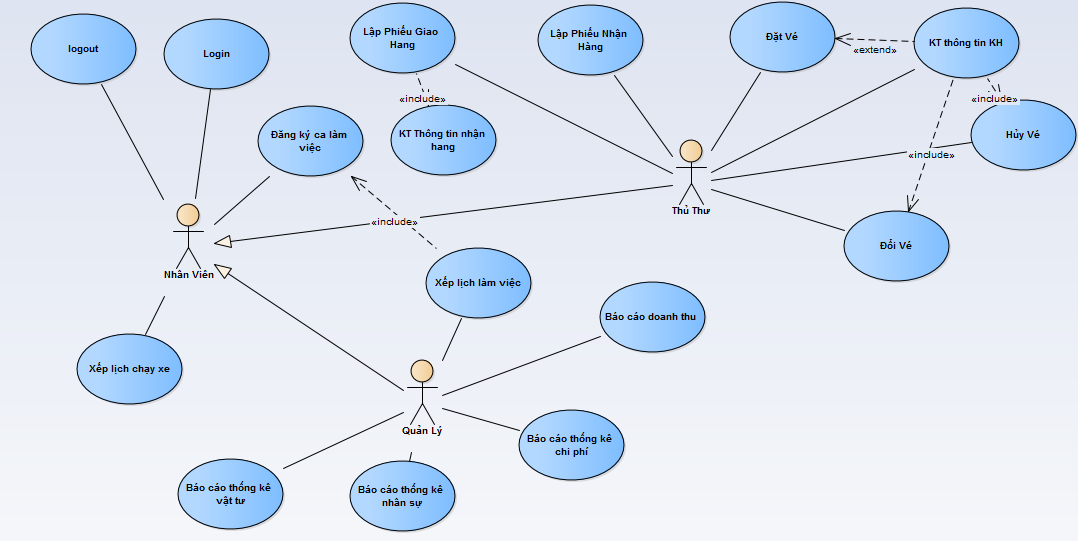 logout
Login
Lập Phiếu Giao
Hang
Lập Phiếu Nhận
Hàng
Đặt Vé
«extend»
KT thông tin KH
«include»
KT Thông tin nhận
hang
Đăng ký ca làm
việc
«include»
Hủy Vé
«include»
Thủ Thư
«include»
Đổi Vé
Nhân Viên
Xếp lịch làm việc
Báo cáo doanh thu
Xếp lịch chạy xe
Quản Lý
Báo cáo thống kê
chi phí
Báo cáo thống kê
vật tư
Báo cáo thống kê
nhân sự